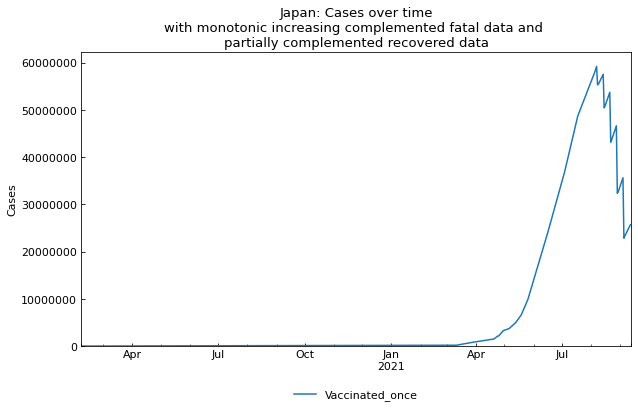 Japan: Cases over time
with monotonic increasing complemented fatal data and
partially complemented recovered data
60000000
50000000
40000000
30000000
20000000
10000000
0
Cases
Apr
Jul
Oct
Jan
2021
Apr
Jul
Vaccinated_once